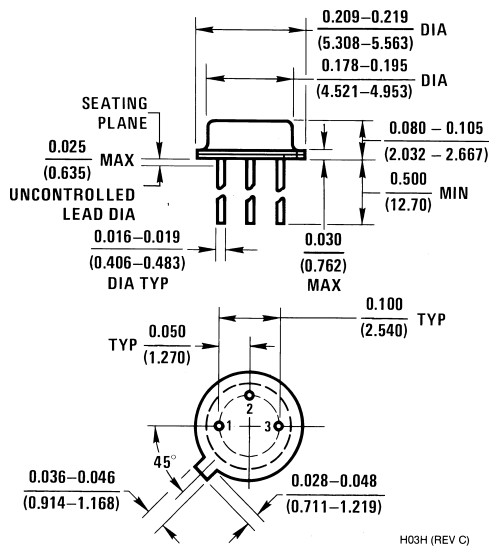 0.209–0.219
(5.308–5.563)
DIA
0.178–0.195
(4.521–4.953)
DIA
SEATING
PLANE
0.025
(0.635)
MAX
0.080 – 0.105
(2.032 – 2.667)
UNCONTROLLED
LEAD DIA
0.500
(12.70)
MIN
0.016–0.019
(0.406–0.483)
DIA TYP
0.030
(0.762)
MAX
0.100
(2.540)
TYP
TYP
0.050
(1.270)
2
1
3
45°
0.036–0.046
(0.914–1.168)
0.028–0.048
(0.711–1.219)
H03H (REV C)